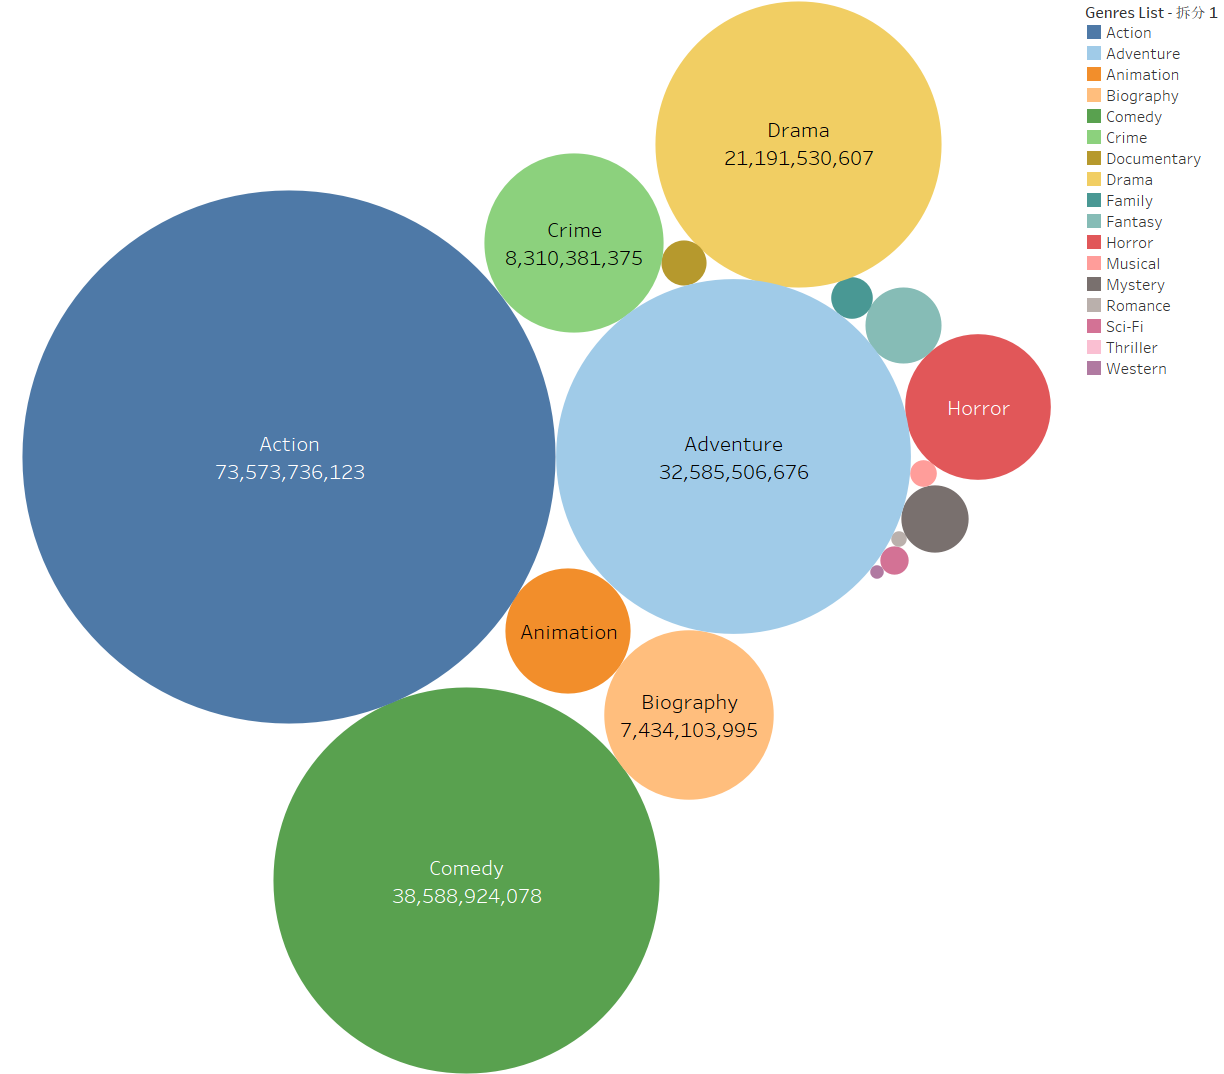 Genres List - 拆分 1
Action
Adventure
Animation
Biography
Comedy
Crime
Documentary
Drama
Family
Fantasy
Horror
Musical
Mystery
Romance
Sci-Fi
Thriller
Western
Drama
21,191,530,607
Crime
8,310,381,375
Horror
Action
73,573,736,123
Adventure
32,585,506,676
Animation
Biography
7,434,103,995
Comedy
38,588,924,078